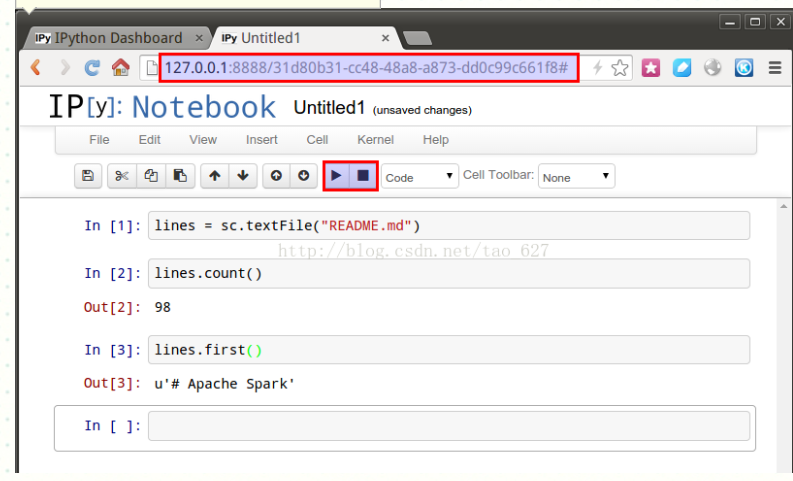 IPy IPython Dashboard × IPy Untitled1 ×
127.0.0.1:8888/31d80b31-cc48-48a8-a873-dd0c99c661f8#
IP[y]: Notebook Untitled1 (unsaved changes)
File Edit View Insert Cell Kernel Help
Code Cell Toolbar: None
In [1]: lines = sc.textFile("README.md")
http://blog.csdn.net/tao_627
In [2]: lines.count()
Out[2]: 98
In [3]: lines.first()
Out[3]: u'# Apache Spark'
In [ ]: